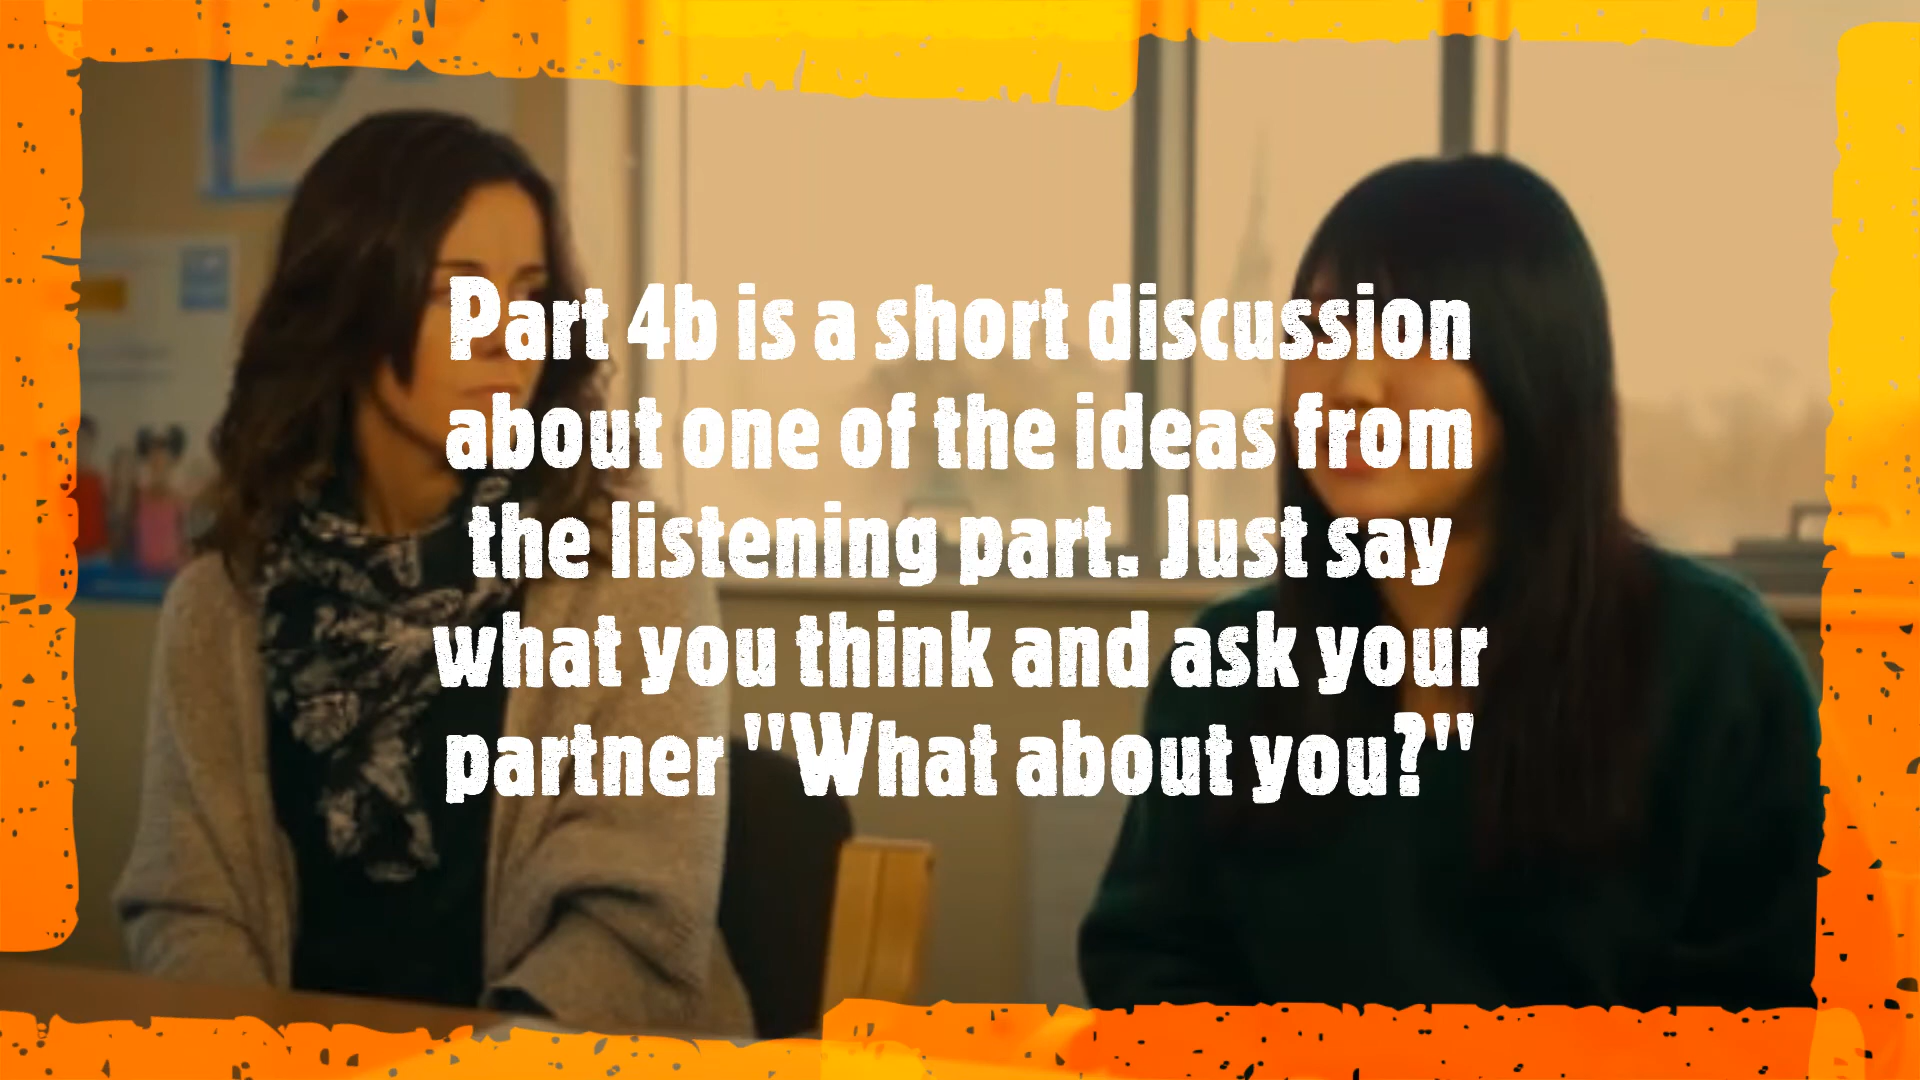 Part 4b is a short discussion
about one of the ideas from
the listening part. Just say
what you think and ask your
partner "What about you?"